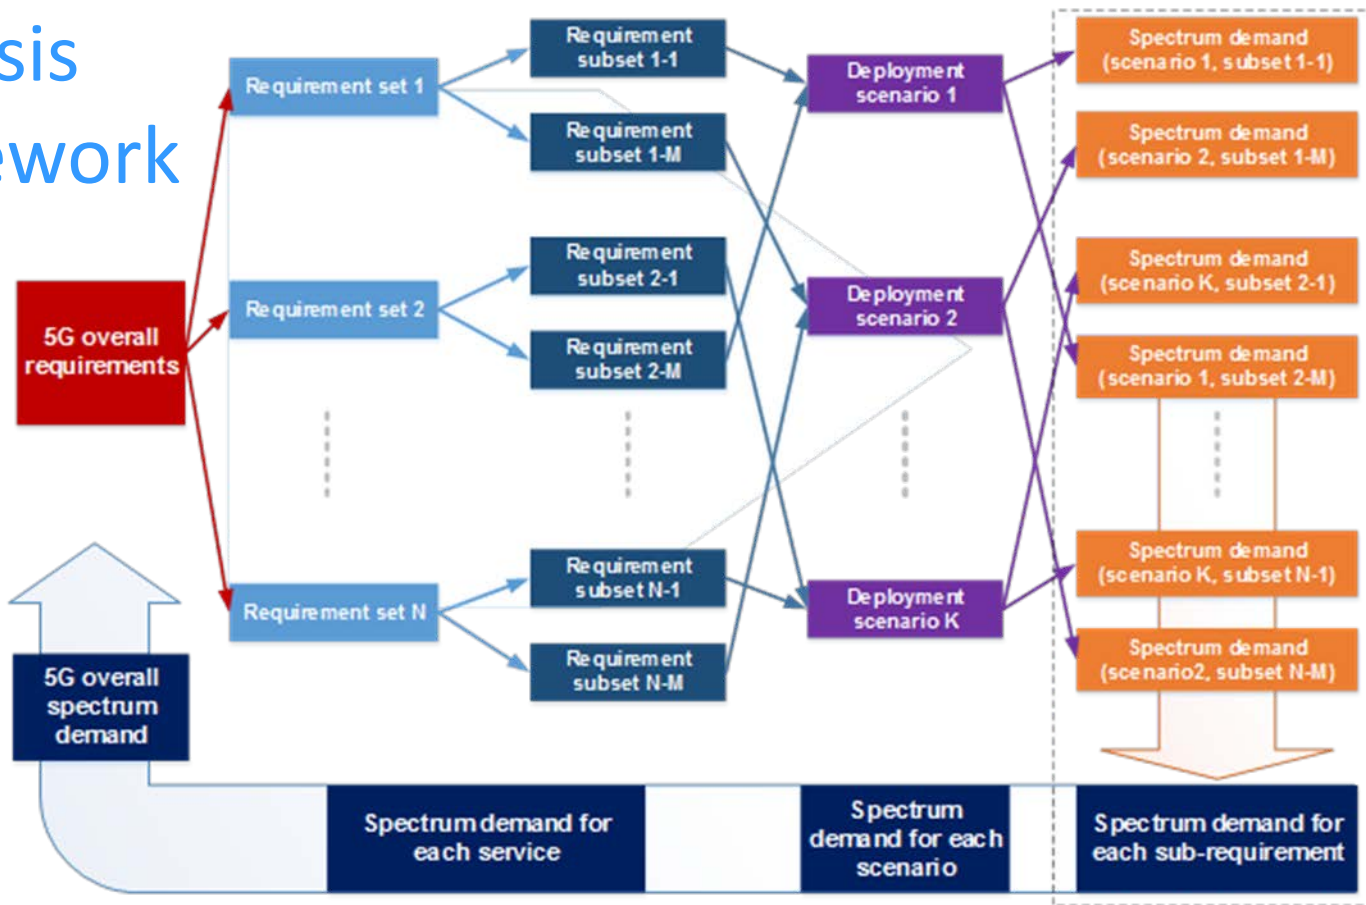 sis
ework
Requirement set 1
Requirement
subset 1-1
Requirement
subset 1-M
Deployment
scenario 1
Spectrum demand
(scenario 1, subset 1-1)
Spectrum demand
(scenario 2, subset 1-M)
5G overall
requirements
Requirement set 2
Requirement
subset 2-1
Requirement
subset 2-M
Deployment
scenario 2
Spectrum demand
(scenario K, subset 2-1)
Spectrum demand
(scenario 1, subset 2-M)
Requirement set N
Requirement
subset N-1
Requirement
subset N-M
Deployment
scenario K
Spectrum demand
(scenario K, subset N-1)
Spectrum demand
(scenario2, subset N-M)
5G overall
spectrum
demand
Spectrum demand for
each service
Spectrum
demand for each
scenario
Spectrum demand for
each sub-requirement